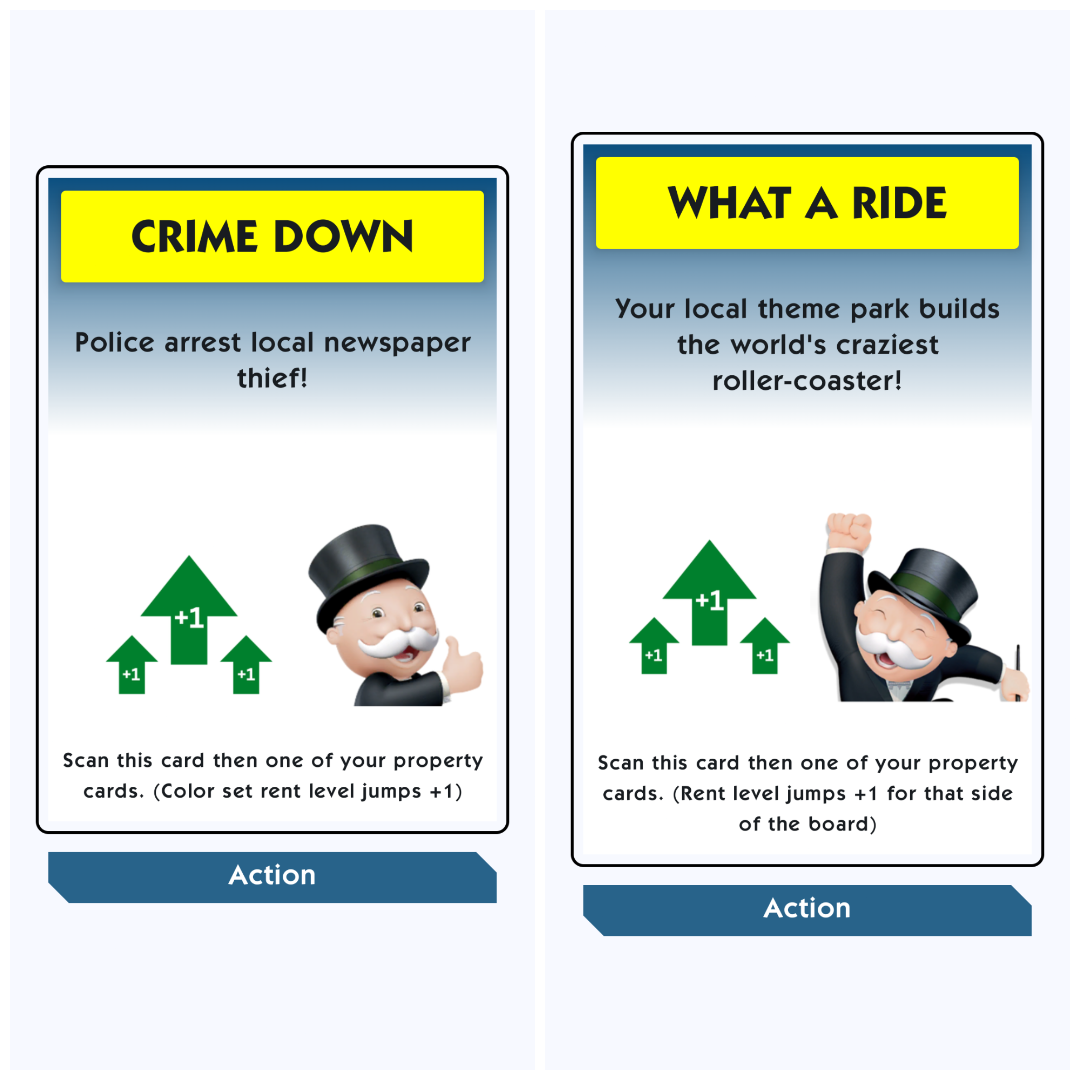 CRIME DOWN
Police arrest local newspaper
thief!
+1
+1
+1
Scan this card then one of your property
cards. (Color set rent level jumps +1)
Action
WHAT A RIDE
Your local theme park builds
the world's craziest
roller-coaster!
+1
+1
+1
Scan this card then one of your property
cards. (Rent level jumps +1 for that side
of the board)
Action